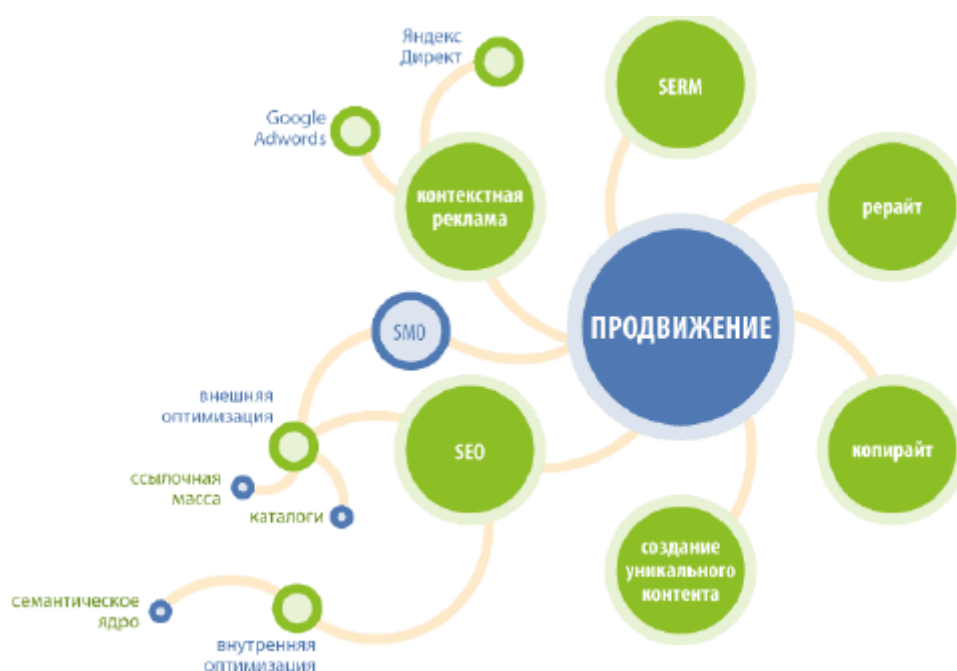 Яндекс
Директ
Google
Adwords
SERM
контекстная
реклама
рерайт
SMO
ПРОДВИЖЕНИЕ
внешняя
оптимизация
SEO
копирайт
ссылочная
масса
каталоги
создание
уникального
контента
семантическое
ядро
внутренняя
оптимизация